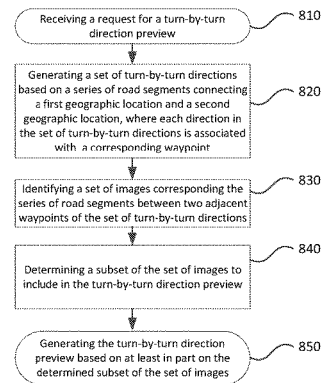 Receiving a request for a turn-by-turn
direction preview
810
Generating a set of turn-by-turn directions
based on a series of road segments connecting
a first geographic location and a second
geographic location, where each direction in
the set of turn-by-turn directions is associated
with a corresponding waypoint
820
Identifying a set of images corresponding the
series of road segments between two adjacent
waypoints of the set of turn-by-turn directions
830
Determining a subset of the set of images to
include in the turn-by-turn direction preview
840
Generating the turn-by-turn direction
preview based on at least in part on the
determined subset of the set of images
850